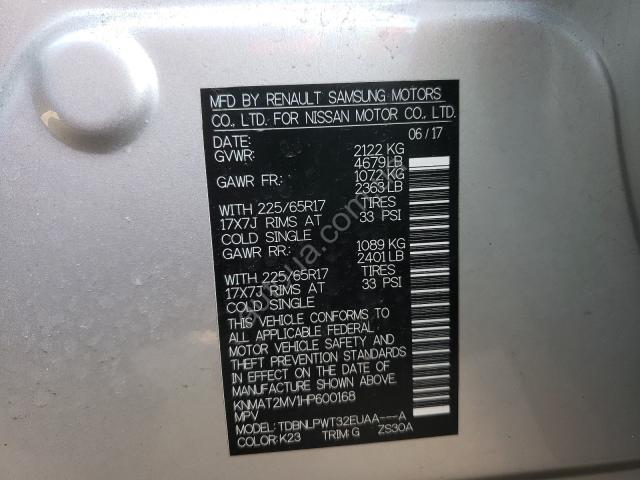 MFD BY RENAULT SAMSUNG MOTORS
CO., LTD. FOR NISSAN MOTOR CO., LTD.
DATE: 06/17
GVWR: 2122 KG
4679LB
GAWR FR: 1072 KG
2363LB
WITH 225/65R17 TIRES
17X7J RIMS AT 33 PSI
COLD SINGLE
GAWR RR: 1089 KG
2401 LB
WITH 225/65R17 TIRES
17X7J RIMS AT 33 PSI
COLD SINGLE
THIS VEHICLE CONFORMS TO
ALL APPLICABLE FEDERAL
MOTOR VEHICLE SAFETY AND
THEFT PREVENTION STANDARDS
IN EFFECT ON THE DATE OF
MANUFACTURE SHOWN ABOVE.
KNMAT2MV1HP600168
MPV
MODEL: TDBNLPWT32EUAA---A
COLOR: K23 TRIM: G ZS30A